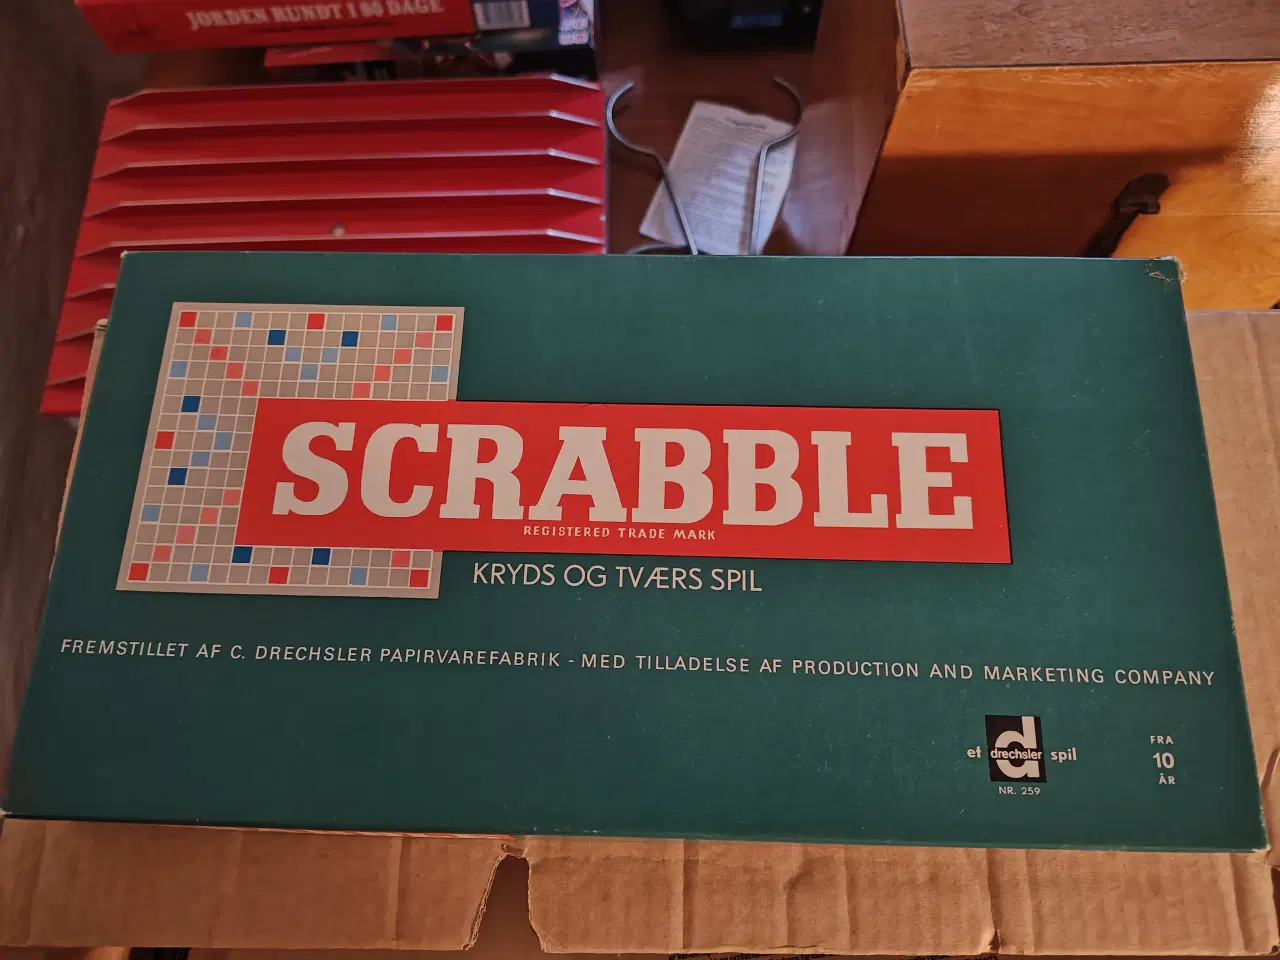 JORDEN RUNDT I 80 DAGE
SCRABBLE
REGISTERED TRADE MARK
KRYDS OG TVÆRS SPIL
FREMSTILLET AF C. DRECHSLER PAPIRVAREFABRIK - MED TILLADELSE AF PRODUCTION AND MARKETING COMPANY
et drechsler spil
NR. 259
FRA
10
ÅR